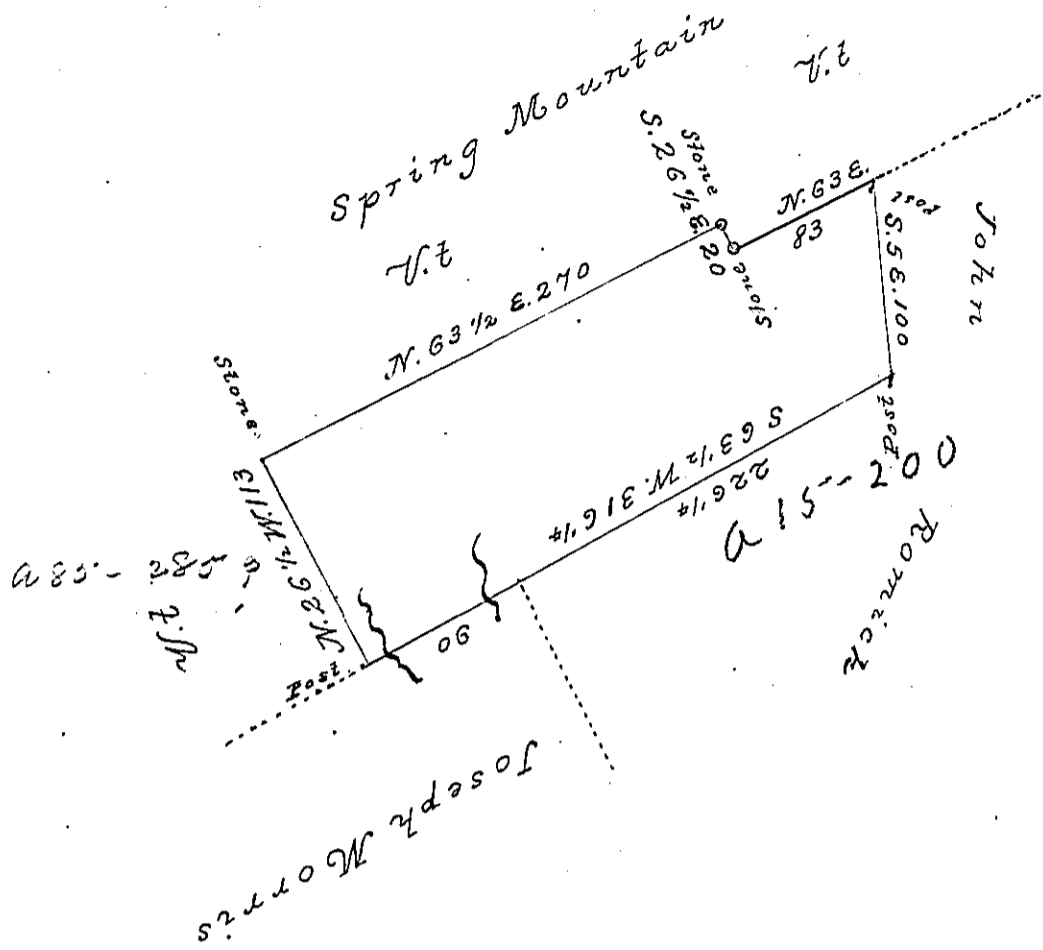 Spring Mountain
V.t
V.t
Stone
S. 26 1/2 E. 20
Stone
N. 63 E.
83
Post
S. 5 E. 100
John
Romick
Post
N. 63 1/2 E. 270
Stone.
N. 26 1/2 W. 113
Post
V.t
S 63 1/2 W. 316 1/4
226 1/4
90
A 15 - 200
Joseph Morris